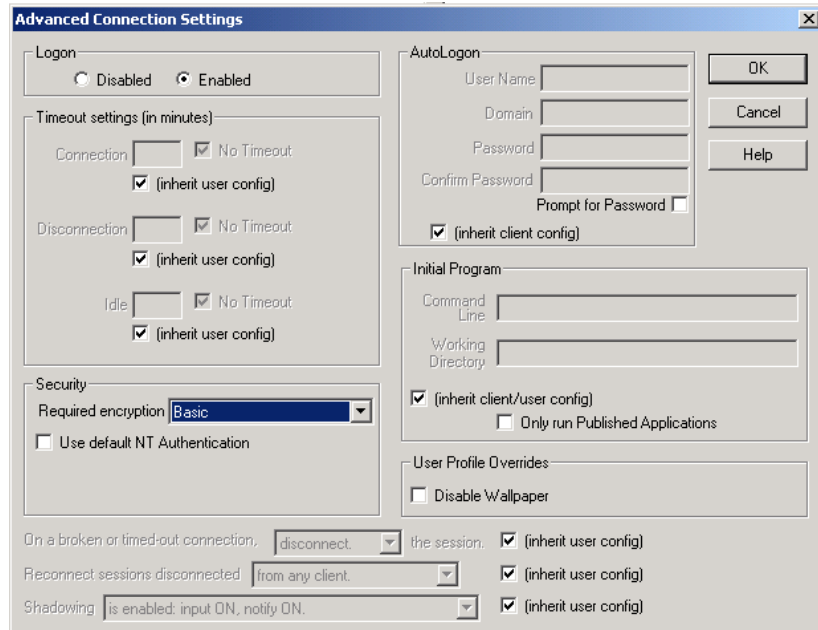 Advanced Connection Settings
Logon
Disabled Enabled
Timeout settings (in minutes)
Connection No Timeout
(inherit user config)
Disconnection No Timeout
(inherit user config)
Idle No Timeout
(inherit user config)
Security
Required encryption Basic
Use default NT Authentication
AutoLogon
User Name
Domain
Password
Confirm Password
Prompt for Password
(inherit client config)
OK
Cancel
Help
Initial Program
Command
Line
Working
Directory
(inherit client/user config)
Only run Published Applications
User Profile Overrides
Disable Wallpaper
On a broken or timed-out connection, disconnect. the session. (inherit user config)
Reconnect sessions disconnected from any client. (inherit user config)
Shadowing is enabled: input ON, notify ON. (inherit user config)